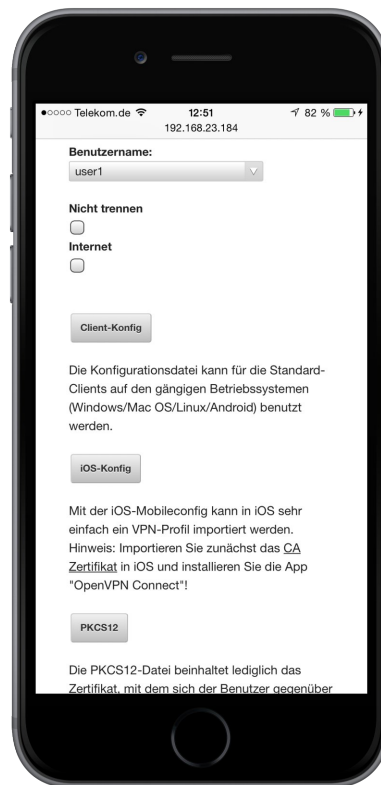 ●○○○○ Telekom.de 12:51 82 %
192.168.23.184
Benutzername:
user1
Nicht trennen
Internet
Client-Konfig
Die Konfigurationsdatei kann für die Standard-
Clients auf den gängigen Betriebssystemen
(Windows/Mac OS/Linux/Android) benutzt
werden.
iOS-Konfig
Mit der iOS-Mobileconfig kann in iOS sehr
einfach ein VPN-Profil importiert werden.
Hinweis: Importieren Sie zunächst das CA
Zertifikat in iOS und installieren Sie die App
"OpenVPN Connect"!
PKCS12
Die PKCS12-Datei beinhaltet lediglich das
Zertifikat, mit dem sich der Benutzer gegenüber